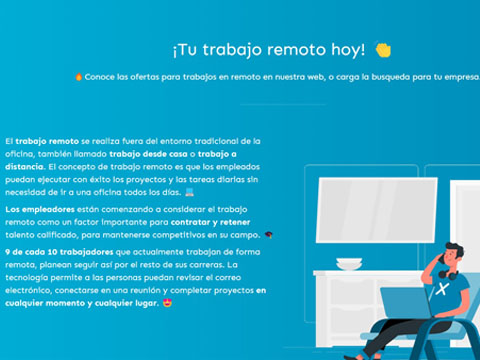 ¡Tu trabajo remoto hoy! 👏
🔥 Conoce las ofertas para trabajos en remoto en nuestra web, o carga la busqueda para tu empresa.
El trabajo remoto se realiza fuera del entorno tradicional de la
oficina, también llamado trabajo desde casa o trabajo a
distancia. El concepto de trabajo remoto es que los empleados
puedan ejecutar con éxito los proyectos y las tareas diarias sin
necesidad de ir a una oficina todos los días.
Los empleadores están comenzando a considerar el trabajo
remoto como un factor importante para contratar y retener
talento calificado, para mantenerse competitivos en su campo.
9 de cada 10 trabajadores que actualmente trabajan de forma
remota, planean seguir así por el resto de sus carreras. La
tecnología permite a las personas puedan revisar el correo
electrónico, conectarse en una reunión y completar proyectos en
cualquier momento y cualquier lugar. 😍
X